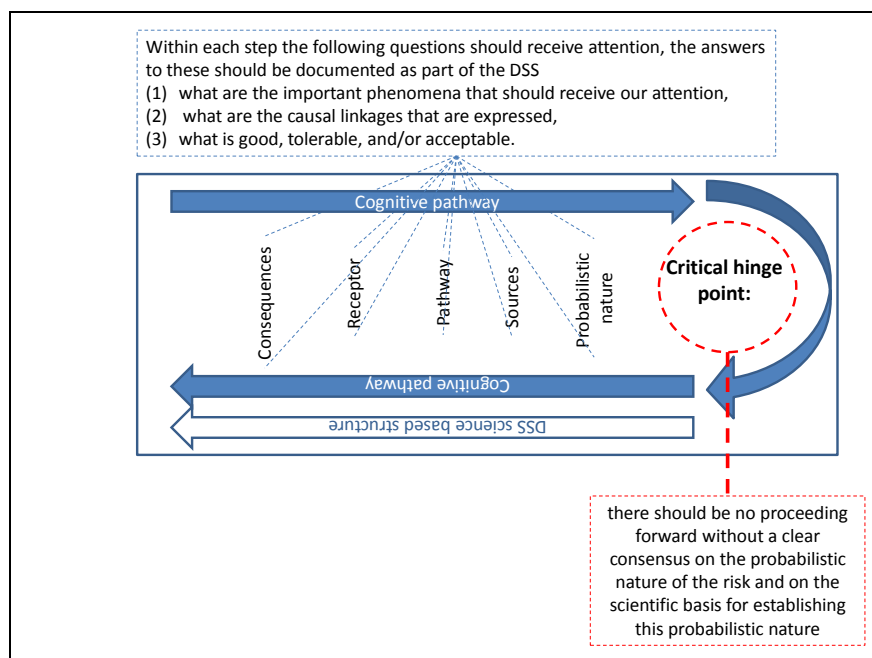 Within each step the following questions should receive attention, the answers
to these should be documented as part of the DSS
(1) what are the important phenomena that should receive our attention,
(2) what are the causal linkages that are expressed,
(3) what is good, tolerable, and/or acceptable.
Cognitive pathway
Consequences
Receptor
Pathway
Sources
Probabilistic
nature
Critical hinge
point:
Cognitive pathway
DSS science based structure
there should be no proceeding
forward without a clear
consensus on the probabilistic
nature of the risk and on the
scientific basis for establishing
this probabilistic nature